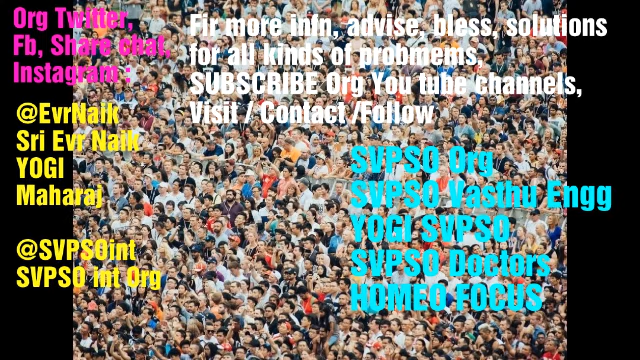 Org Twitter,
Fb, Share chat,
Instagram :
@EvrNaik
Sri Evr Naik
YOGI
Maharaj
@SVPSOint
SVPSO int Org
Fir more infn, advise, bless, solutions
for all kinds of probmems,
SUBSCRIBE Org You tube channels,
Visit / Contact /Follow
SVPSO Org
SVPSO Vasthu Engg
YOGI SVPSO
SVPSO Doctors
HOMEO FOCUS